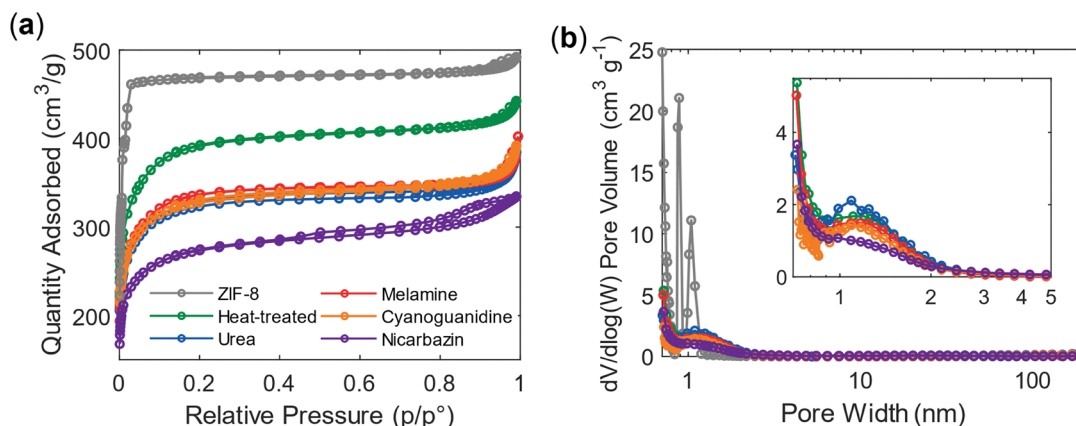 (a)
Quantity Adsorbed (cm³/g)
500
400
300
200
ZIF-8
Heat-treated
Urea
Melamine
Cyanoguanidine
Nicarbazin
0
0.2
0.4
0.6
0.8
1
Relative Pressure (p/p°)
(b)
dV/dlog(W) Pore Volume (cm³ g⁻¹)
25
20
15
10
5
0
4
2
0
1
2
3
4
5
1
10
100
Pore Width (nm)